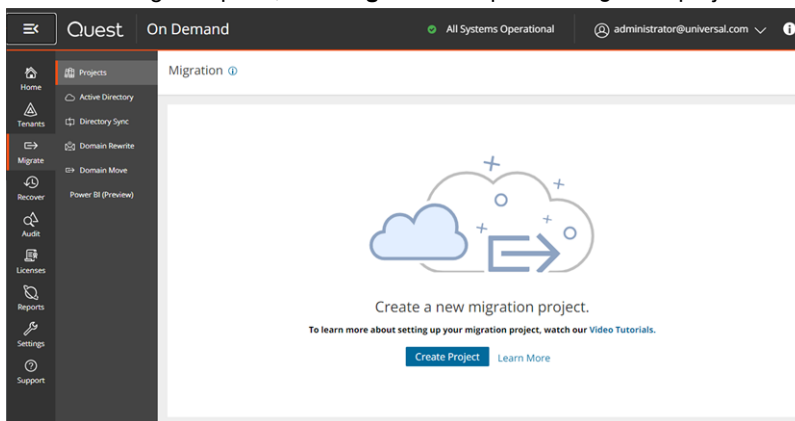 Quest On Demand All Systems Operational administrator@universal.com
Home
Tenants
Migrate
Recover
Audit
Licenses
Reports
Settings
Support
Projects
Active Directory
Directory Sync
Domain Rewrite
Domain Move
Power BI (Preview)
Migration
Create a new migration project.
To learn more about setting up your migration project, watch our Video Tutorials.
Create Project Learn More